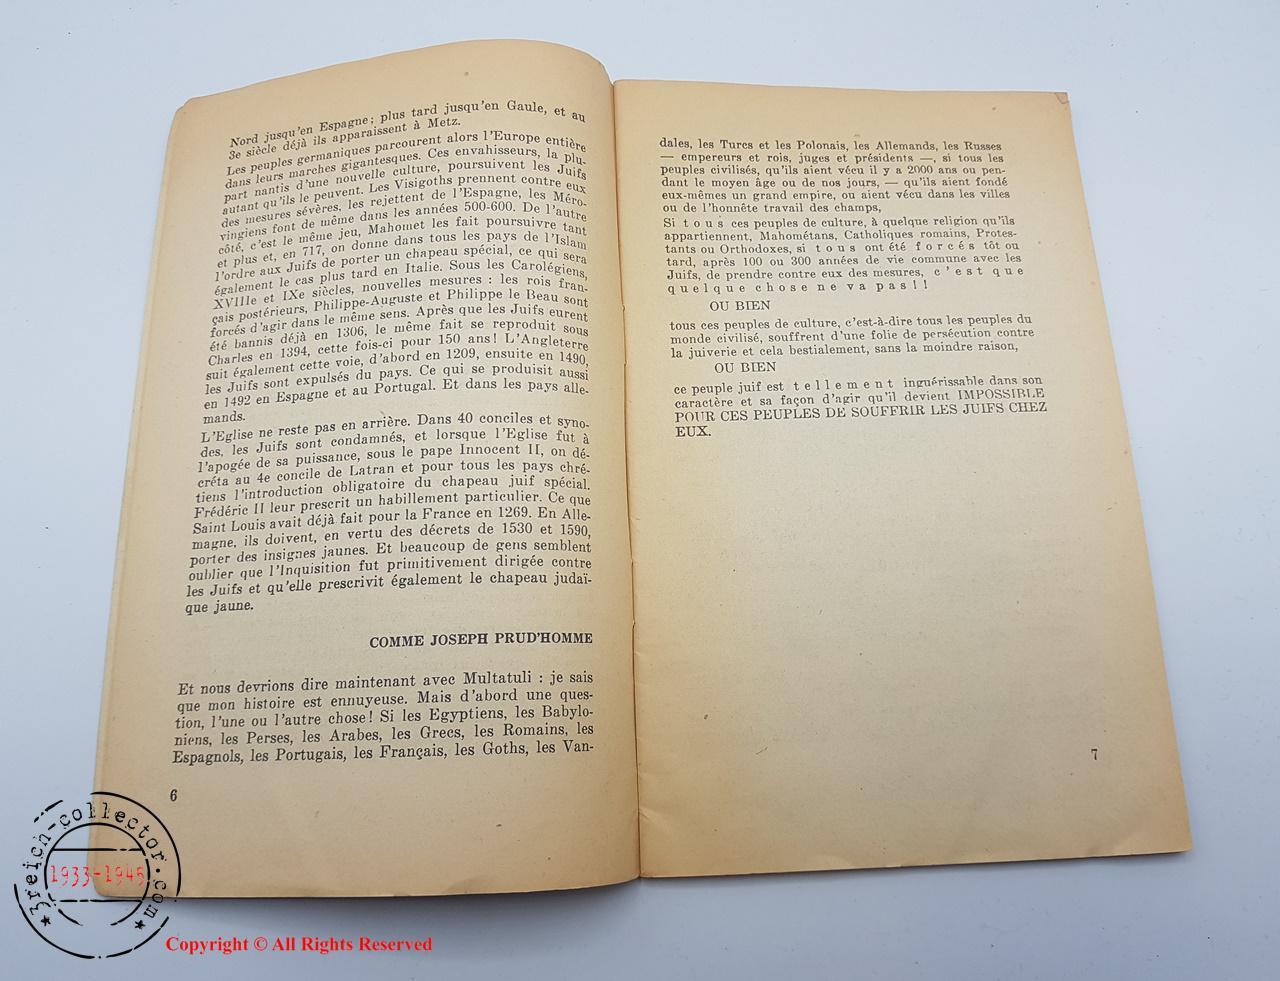 Nord jusqu'en Espagne; plus tard jusqu'en Gaule, et au
3e siècle déjà ils apparaissent à Metz.
Les peuples germaniques parcourent alors l'Europe entière
dans leurs marches gigantesques. Ces envahisseurs, la plu-
part nantis d'une nouvelle culture, poursuivent les Juifs
autant qu'ils le peuvent. Les Visigoths prennent contre eux
des mesures sévères, les rejettent de l'Espagne, les Méro-
vingiens font de même dans les années 500-600. De l'autre
côté, c'est le même jeu, Mahomet les fait poursuivre tant
et plus et, en 717, on donne dans tous les pays de l'Islam
l'ordre aux Juifs de porter un chapeau spécial, ce qui sera
également le cas plus tard en Italie. Sous les Carolégiens,
XVIIIe et IXe siècles, nouvelles mesures : les rois fran-
çais postérieurs, Philippe-Auguste et Philippe le Beau sont
forcés d'agir dans le même sens. Après que les Juifs eurent
été bannis déjà en 1306, le même fait se reproduit sous
Charles en 1394, cette fois-ci pour 150 ans! L'Angleterre
suit également cette voie, d'abord en 1209, ensuite en 1490,
les Juifs sont expulsés du pays. Ce qui se produisit aussi
en 1492 en Espagne et au Portugal. Et dans les pays alle-
mands.
L'Eglise ne reste pas en arrière. Dans 40 conciles et syno-
des, les Juifs sont condamnés, et lorsque l'Eglise fut à
l'apogée de sa puissance, sous le pape Innocent II, on dé-
créta au 4e concile de Latran et pour tous les pays chré-
tiens l'introduction obligatoire du chapeau juif spécial.
Frédéric II leur prescrit un habillement particulier. Ce que
Saint Louis avait déjà fait pour la France en 1269. En Alle-
magne, ils doivent, en vertu des décrets de 1530 et 1590,
porter des insignes jaunes. Et beaucoup de gens semblent
oublier que l'Inquisition fut primitivement dirigée contre
les Juifs et qu'elle prescrivit également le chapeau judaï-
que jaune.
COMME JOSEPH PRUD'HOMME
Et nous devrions dire maintenant avec Multatuli : je sais
que mon histoire est ennuyeuse. Mais d'abord une ques-
tion, l'une ou l'autre chose! Si les Egyptiens, les Babylo-
niens, les Perses, les Arabes, les Grecs, les Romains, les
Espagnols, les Portugais, les Français, les Goths, les Van-
6
dales, les Turcs et les Polonais, les Allemands, les Russes
— empereurs et rois, juges et présidents —, si tous les
peuples civilisés, qu'ils aient vécu il y a 2000 ans ou pen-
dant le moyen âge ou de nos jours, — qu'ils aient fondé
eux-mêmes un grand empire, ou aient vécu dans les villes
ou de l'honnête travail des champs,
Si tous ces peuples de culture, à quelque religion qu'ils
appartiennent, Mahométans, Catholiques romains, Protes-
tants ou Orthodoxes, si tous ont été forcés tôt ou
tard, après 100 ou 300 années de vie commune avec les
Juifs, de prendre contre eux des mesures, c'est que
quelque chose ne va pas!!
OU BIEN
tous ces peuples de culture, c'est-à-dire tous les peuples du
monde civilisé, souffrent d'une folie de persécution contre
la juiverie et cela bestialement, sans la moindre raison,
OU BIEN
ce peuple juif est tellement inguérissable dans son
caractère et sa façon d'agir qu'il devient IMPOSSIBLE
POUR CES PEUPLES DE SOUFFRIR LES JUIFS CHEZ
EUX.
7
3reich-collector.com
1933-1945
Copyright © All Rights Reserved